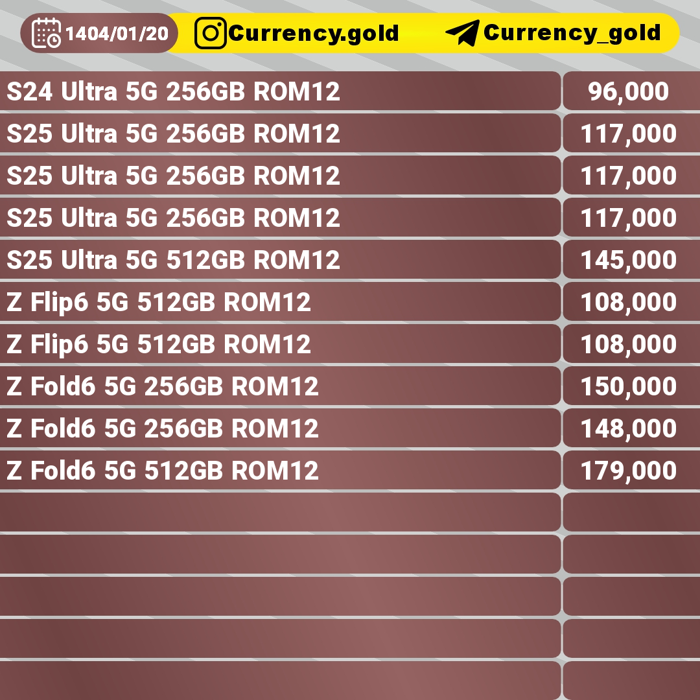 1404/01/20 Currency.gold Currency_gold
S24 Ultra 5G 256GB ROM12 96,000
S25 Ultra 5G 256GB ROM12 117,000
S25 Ultra 5G 256GB ROM12 117,000
S25 Ultra 5G 256GB ROM12 117,000
S25 Ultra 5G 512GB ROM12 145,000
Z Flip6 5G 512GB ROM12 108,000
Z Flip6 5G 512GB ROM12 108,000
Z Fold6 5G 256GB ROM12 150,000
Z Fold6 5G 256GB ROM12 148,000
Z Fold6 5G 512GB ROM12 179,000